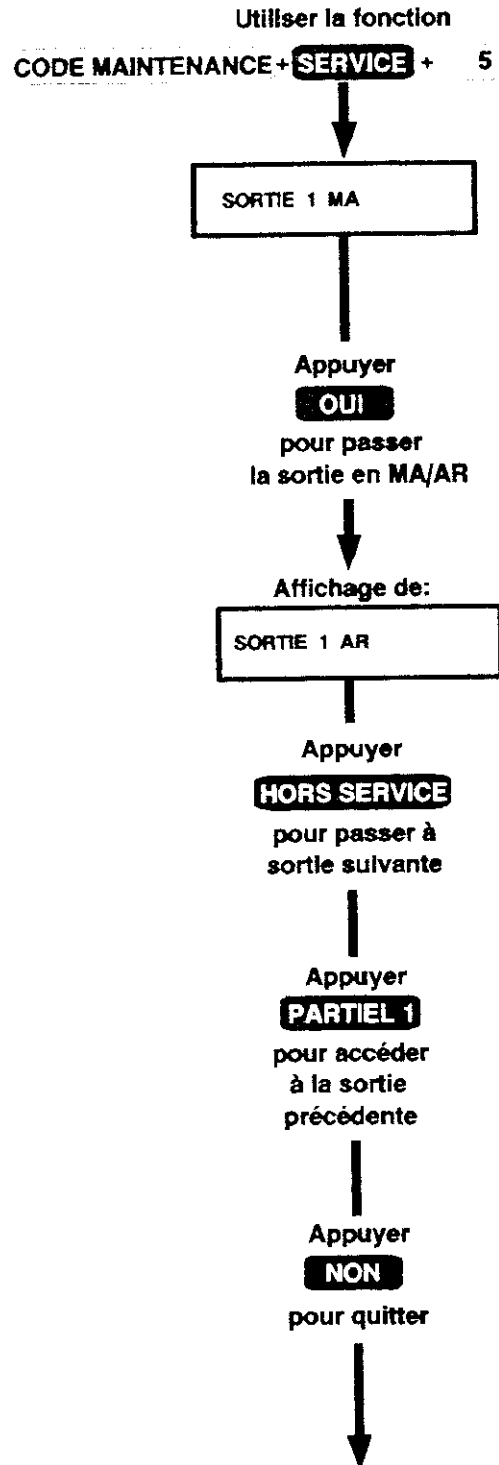 Utiliser la fonction
CODE MAINTENANCE + SERVICE + 5
SORTIE 1 MA
Appuyer
OUI
pour passer
la sortie en MA/AR
Affichage de:
SORTIE 1 AR
Appuyer
HORS SERVICE
pour passer à
sortie suivante
Appuyer
PARTIEL 1
pour accéder
à la sortie
précédente
Appuyer
NON
pour quitter